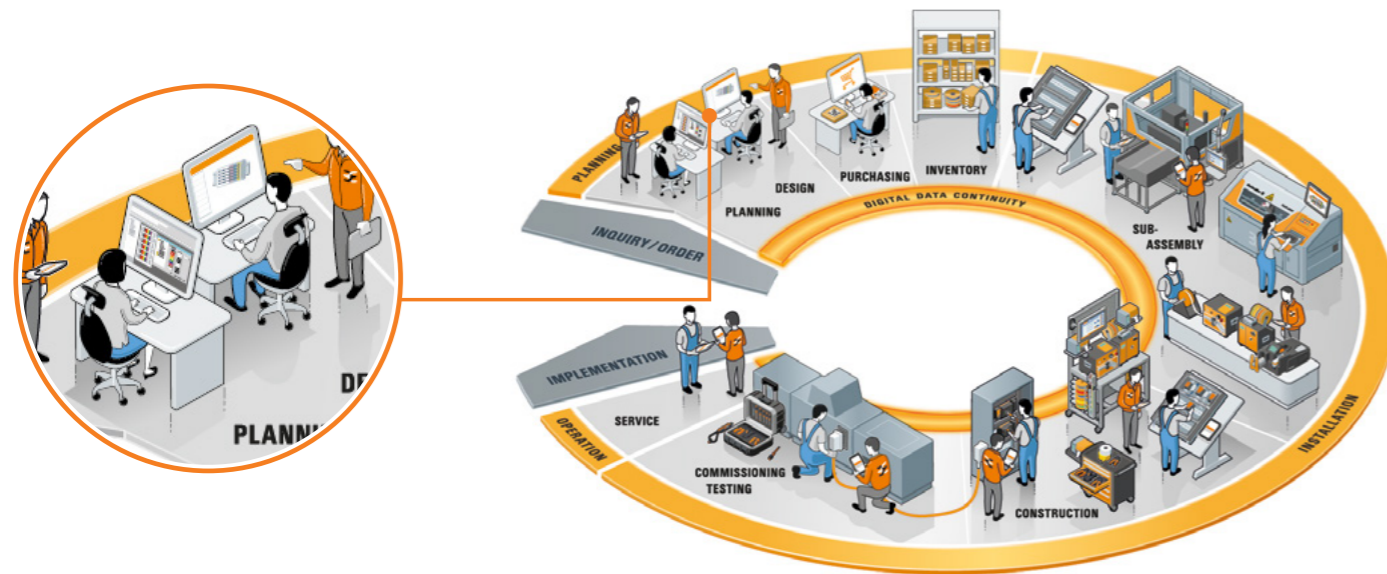 PLANNING
INQUIRY / ORDER
PLANNING
DESIGN
PURCHASING
INVENTORY
DIGITAL DATA CONTINUITY
SUB-
ASSEMBLY
INSTALLATION
CONSTRUCTION
COMMISSIONING
TESTING
SERVICE
OPERATION
IMPLEMENTATION
DE
PLANNI